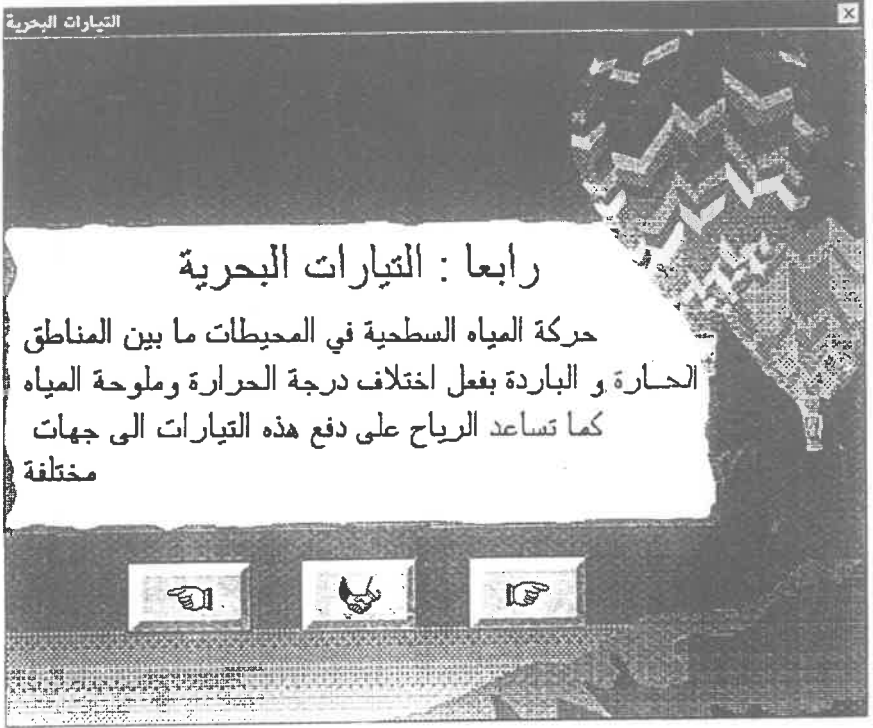 التيارات البحرية
رابعا : التيارات البحرية
حركة المياه السطحية في المحيطات ما بين المناطق
الحــارة و الباردة بفعل اختلاف درجة الحرارة وملوحة المياه
كما تساعد الرياح على دفع هذه التيارات الى جهات
مختلفة